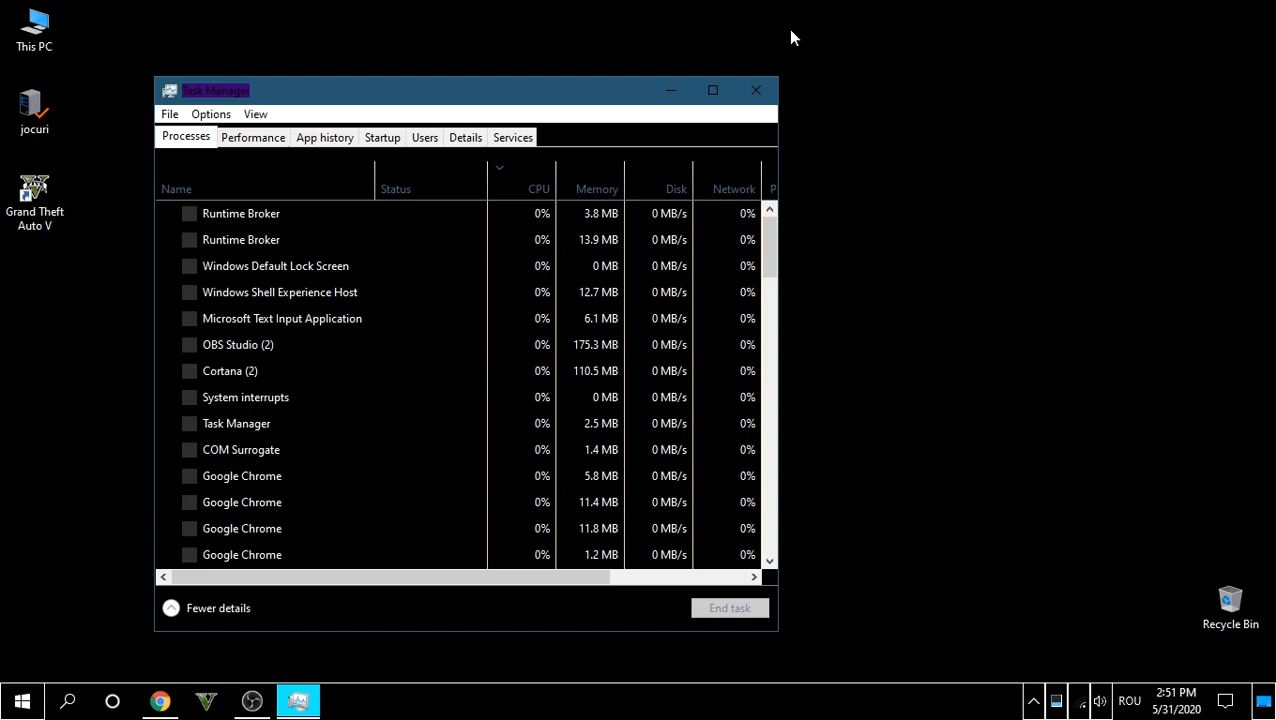 This PC
jocuri
Grand Theft
Auto V
Task Manager
File Options View
Processes Performance App history Startup Users Details Services
Name Status CPU Memory Disk Network P
Runtime Broker 0% 3.8 MB 0 MB/s 0%
Runtime Broker 0% 13.9 MB 0 MB/s 0%
Windows Default Lock Screen 0% 0 MB 0 MB/s 0%
Windows Shell Experience Host 0% 12.7 MB 0 MB/s 0%
Microsoft Text Input Application 0% 6.1 MB 0 MB/s 0%
OBS Studio (2) 0% 175.3 MB 0 MB/s 0%
Cortana (2) 0% 110.5 MB 0 MB/s 0%
System interrupts 0% 0 MB 0 MB/s 0%
Task Manager 0% 2.5 MB 0 MB/s 0%
COM Surrogate 0% 1.4 MB 0 MB/s 0%
Google Chrome 0% 5.8 MB 0 MB/s 0%
Google Chrome 0% 11.4 MB 0 MB/s 0%
Google Chrome 0% 11.8 MB 0 MB/s 0%
Google Chrome 0% 1.2 MB 0 MB/s 0%
Fewer details End task
Recycle Bin
ROU
2:51 PM
5/31/2020